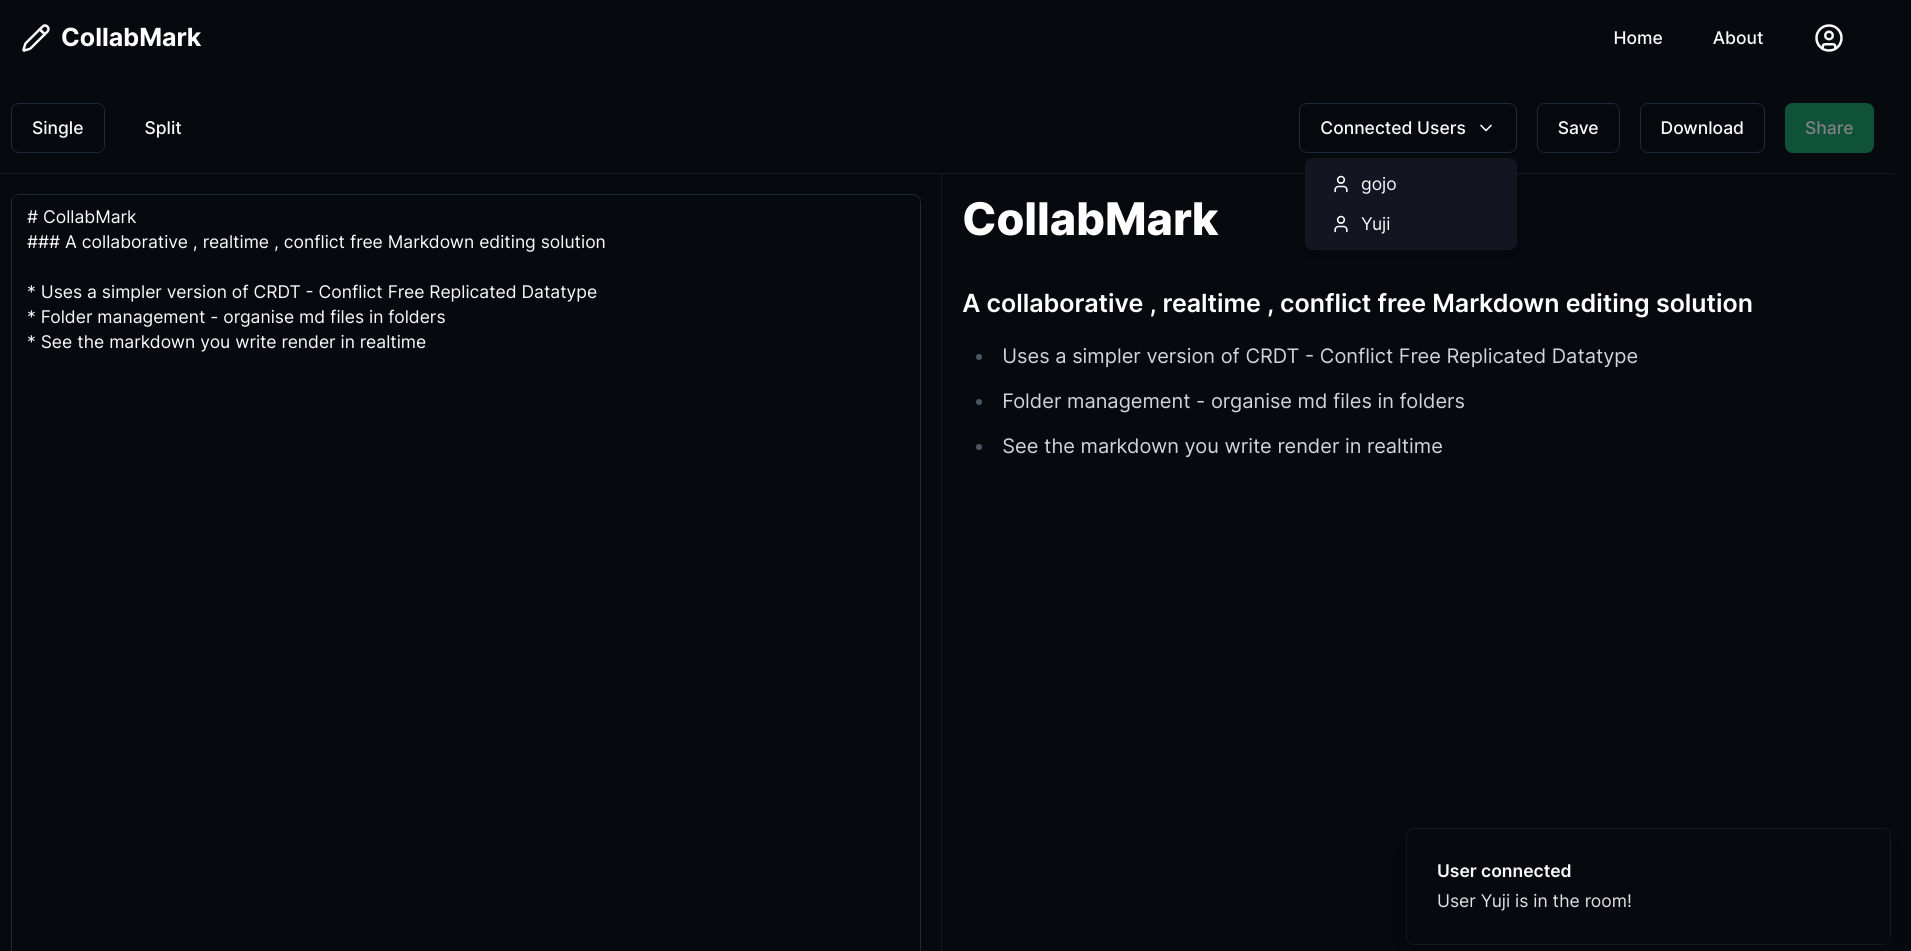 CollabMark
Home
About
Single
Split
Connected Users
Save
Download
Share
gojo
Yuji
# CollabMark
### A collaborative , realtime , conflict free Markdown editing solution
* Uses a simpler version of CRDT - Conflict Free Replicated Datatype
* Folder management - organise md files in folders
* See the markdown you write render in realtime
CollabMark
A collaborative , realtime , conflict free Markdown editing solution
• Uses a simpler version of CRDT - Conflict Free Replicated Datatype
• Folder management - organise md files in folders
• See the markdown you write render in realtime
User connected
User Yuji is in the room!